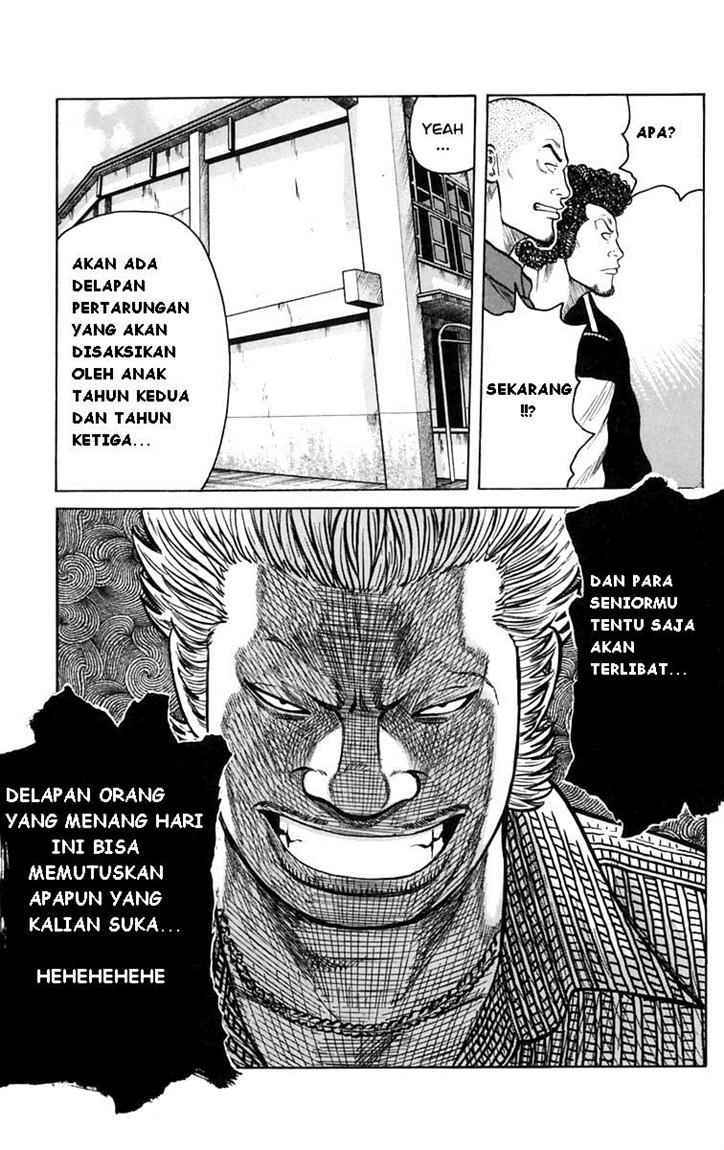 APA?
SEKARANG
!!?
YEAH
...
AKAN ADA
DELAPAN
PERTARUNGAN
YANG AKAN
DISAKSIKAN
OLEH ANAK
TAHUN KEDUA
DAN TAHUN
KETIGA...
DAN PARA
SENIORMU
TENTU SAJA
AKAN
TERLIBAT...
DELAPAN ORANG
YANG MENANG HARI
INI BISA
MEMUTUSKAN
APAPUN YANG
KALIAN SUKA...
HEHEHEHEHE